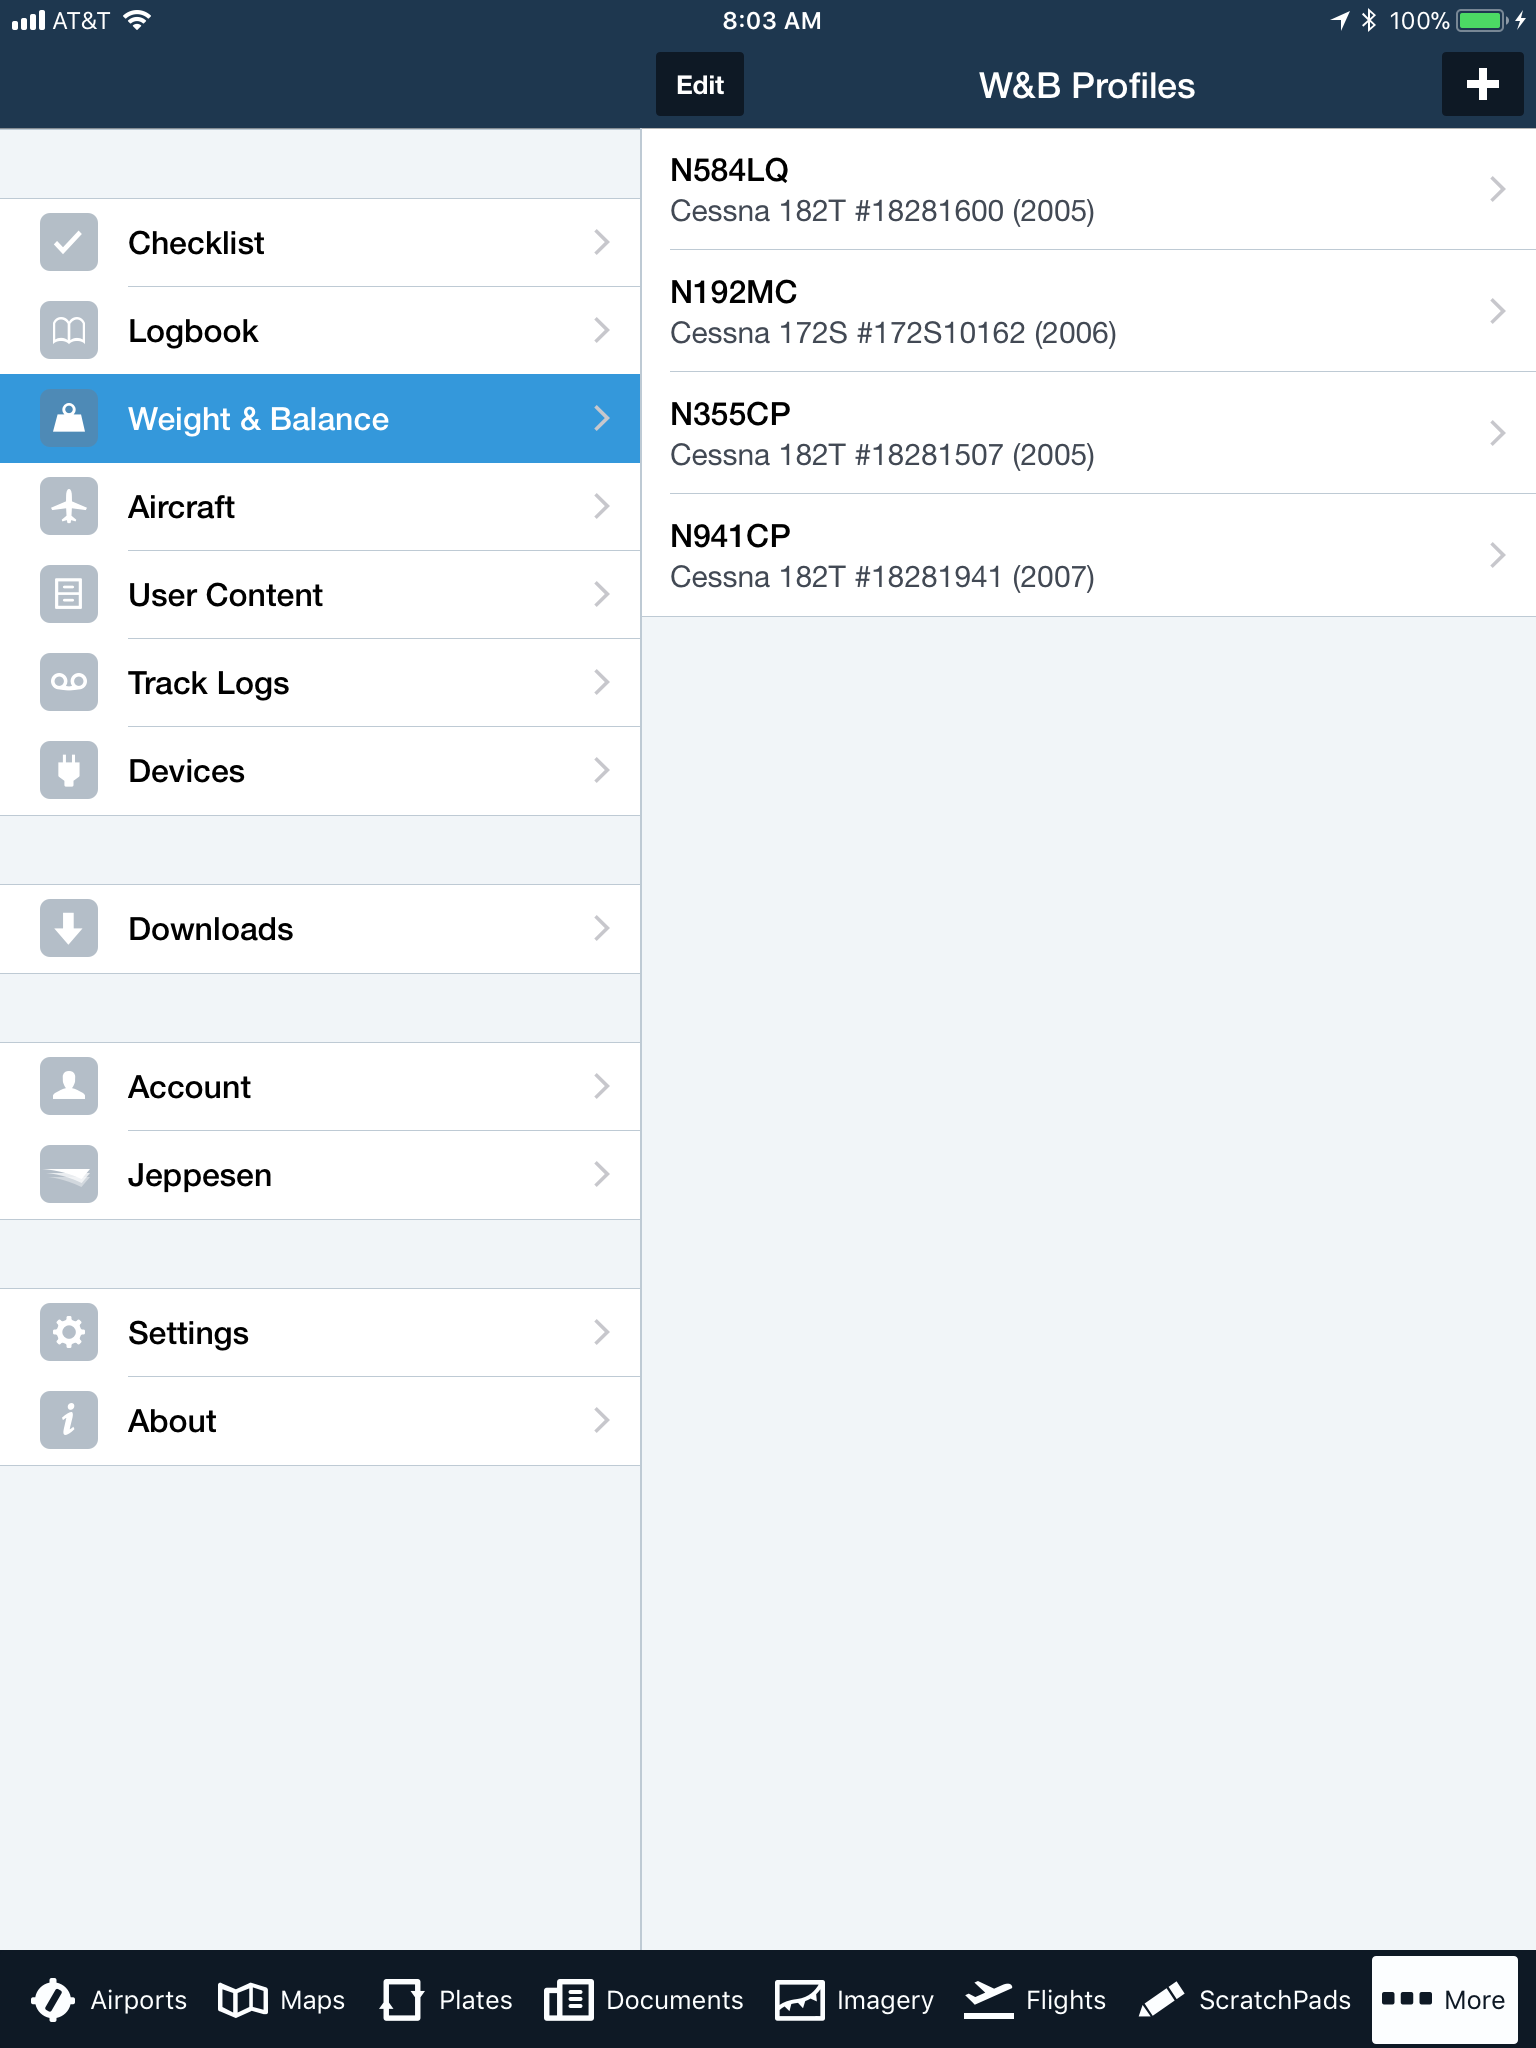 AT&T
8:03 AM
100%
Edit
W&B Profiles
Checklist
Logbook
Weight & Balance
Aircraft
User Content
Track Logs
Devices
Downloads
Account
Jeppesen
Settings
About
N584LQ
Cessna 182T #18281600 (2005)
N192MC
Cessna 172S #172S10162 (2006)
N355CP
Cessna 182T #18281507 (2005)
N941CP
Cessna 182T #18281941 (2007)
Airports
Maps
Plates
Documents
Imagery
Flights
ScratchPads
More